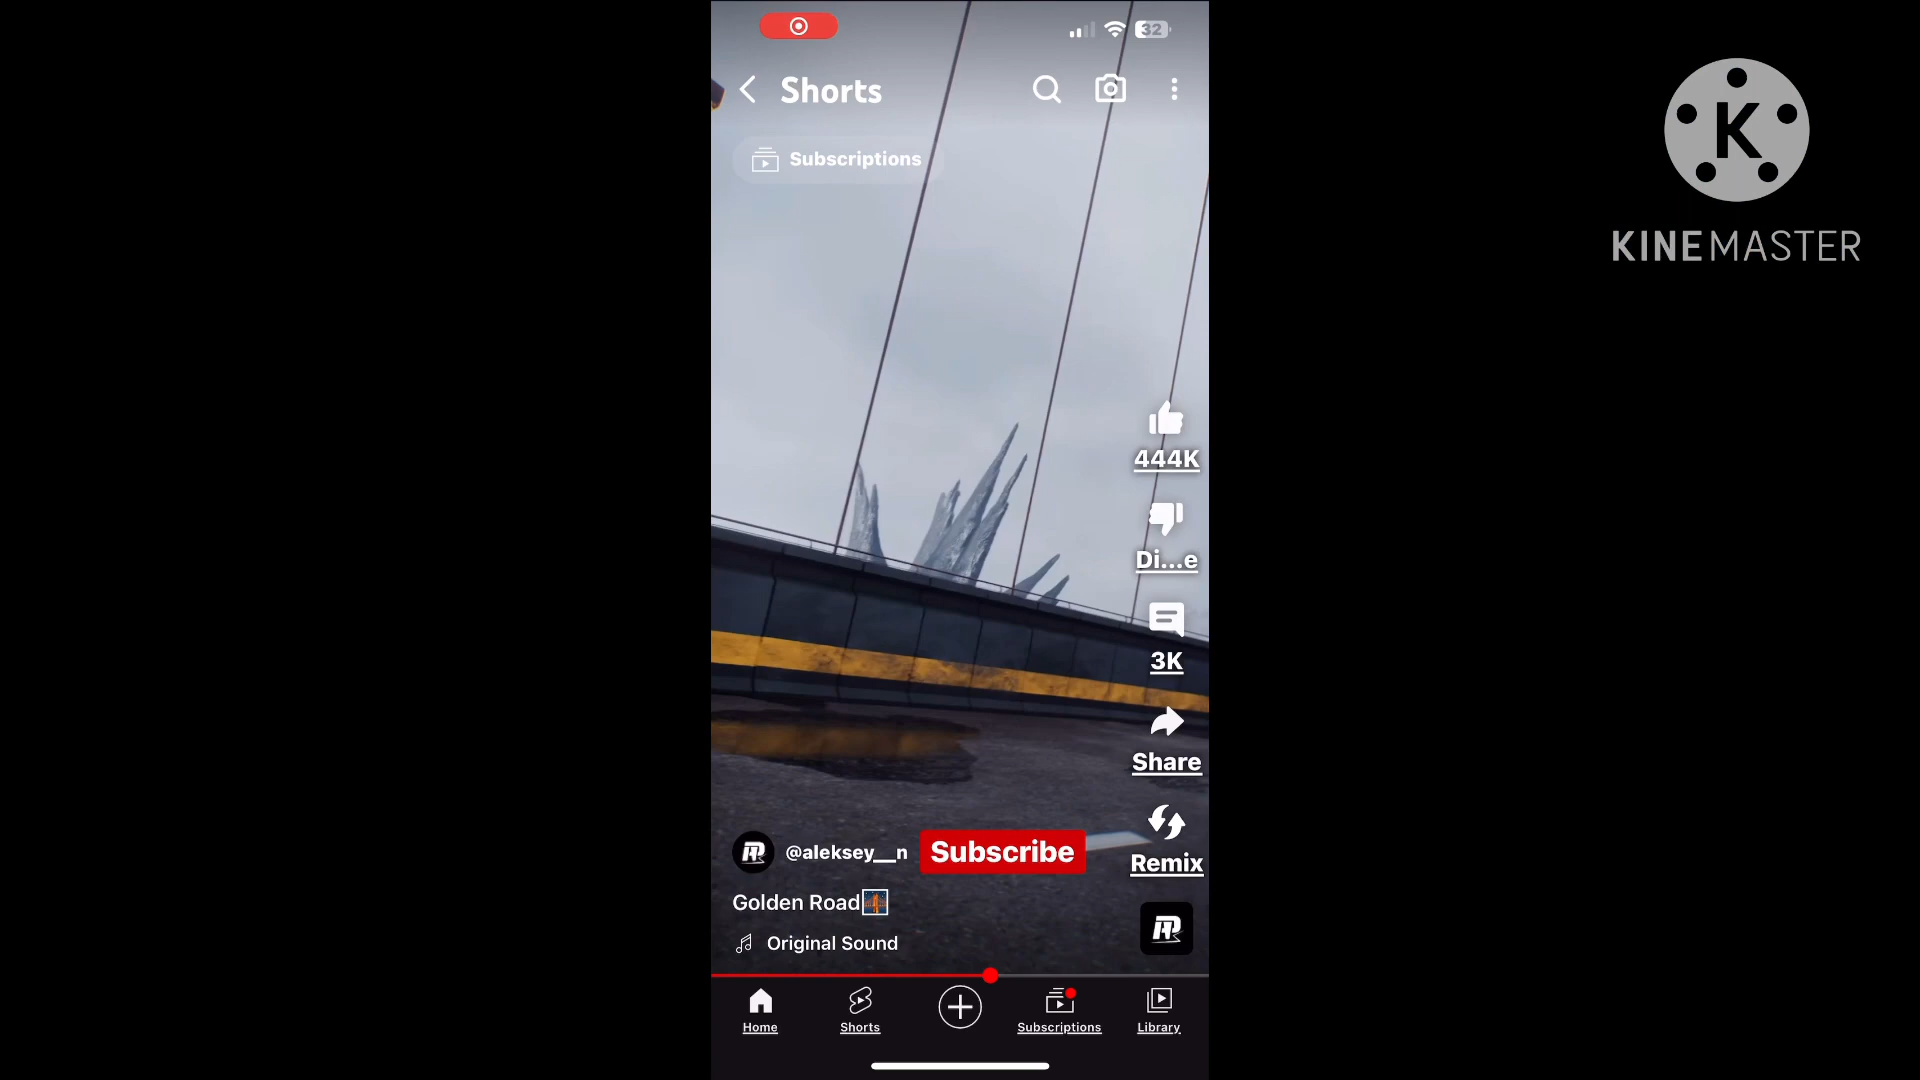 32
Shorts
Subscriptions
K
KINEMASTER
444K
Di...e
3K
Share
Remix
@aleksey__n
Subscribe
Golden Road
Original Sound
Home
Shorts
Subscriptions
Library